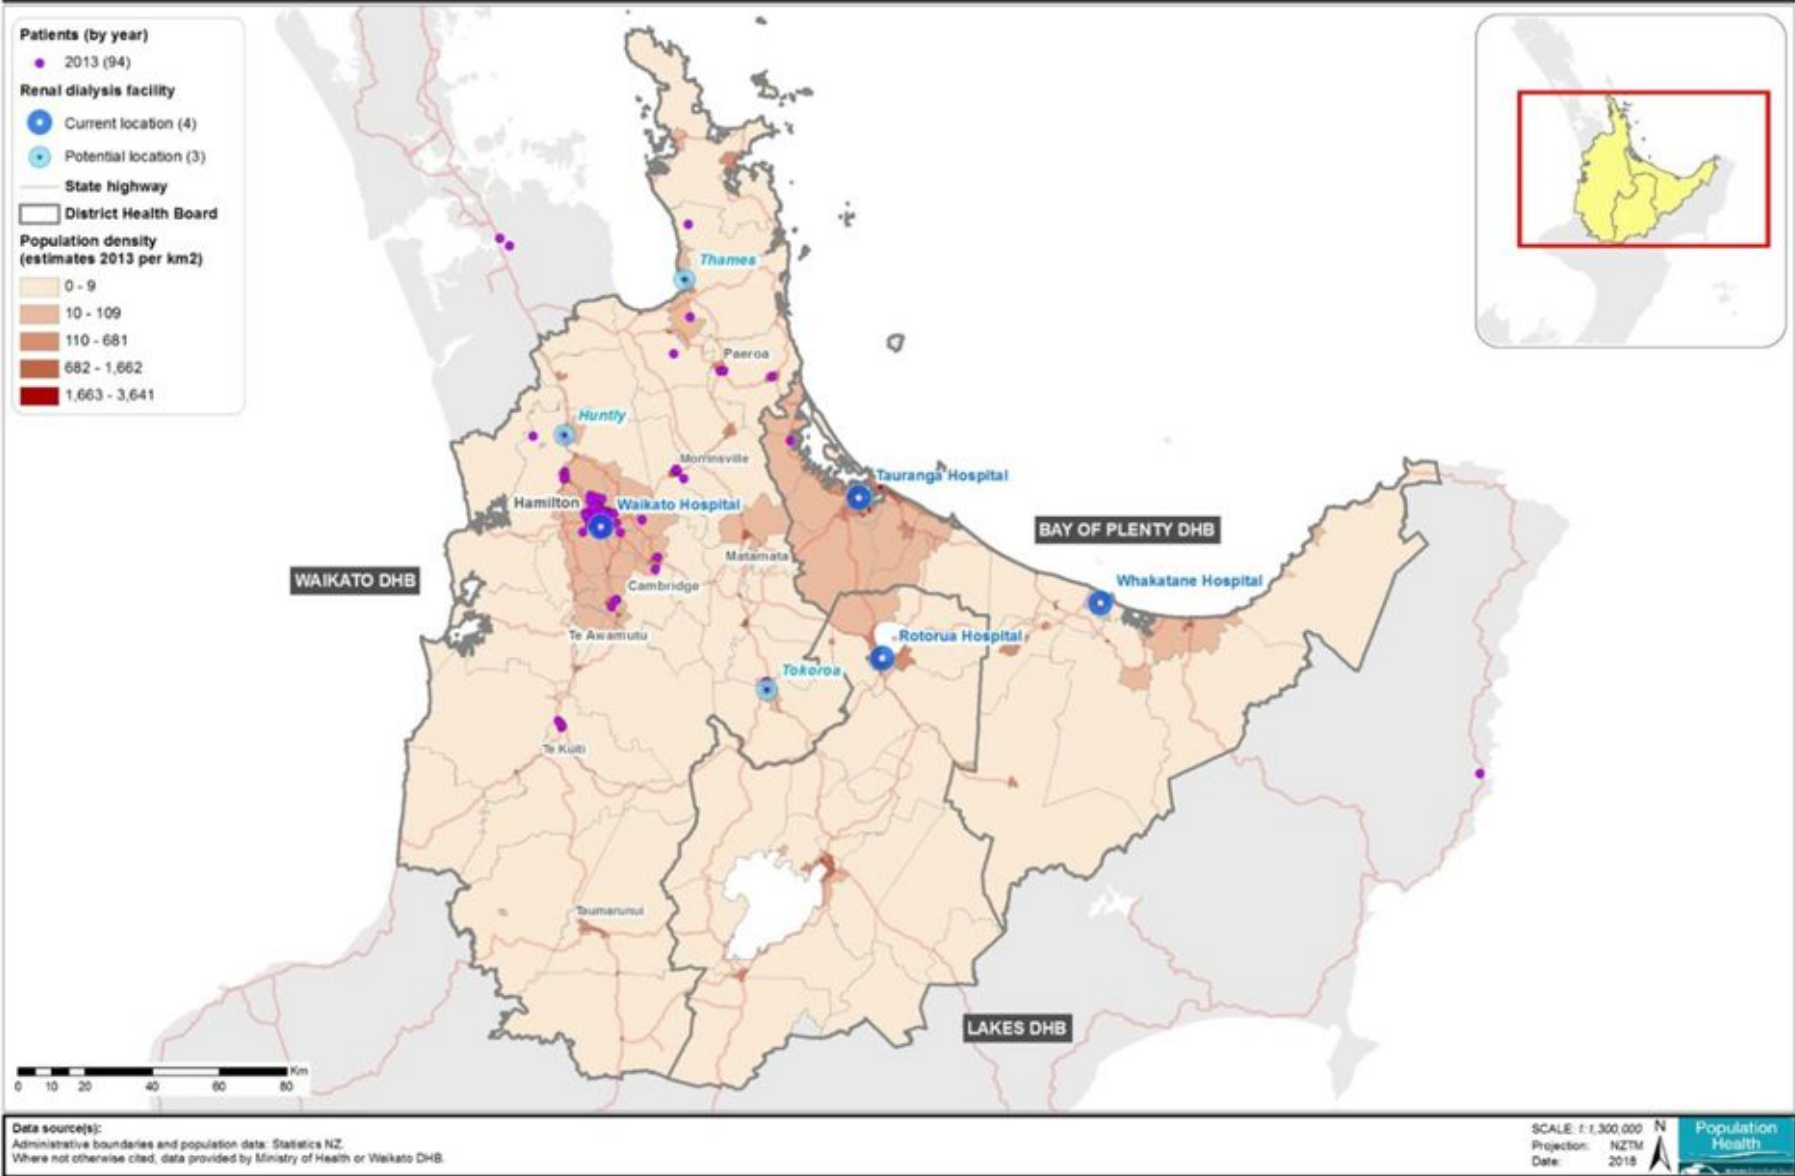 Patients (by year)
2013 (94)
Renal dialysis facility
Current location (4)
Potential location (3)
State highway
District Health Board
Population density
(estimates 2013 per km2)
0 - 9
10 - 109
110 - 681
682 - 1,662
1,663 - 3,641
Thames
Paeroa
Huntly
Morrinsville
Tauranga Hospital
Hamilton
Waikato Hospital
BAY OF PLENTY DHB
Matamata
WAIKATO DHB
Cambridge
Whakatane Hospital
Te Awamutu
Rotorua Hospital
Tokoroa
Te Kuiti
Taumarunui
LAKES DHB
Km
0 10 20 40 60 80
Data source(s):
Administrative boundaries and population data: Statistics NZ.
Where not otherwise cited, data provided by Ministry of Health or Waikato DHB.
SCALE: 1:1,300,000
Projection: NZTM
Date: 2018
N
Population
Health